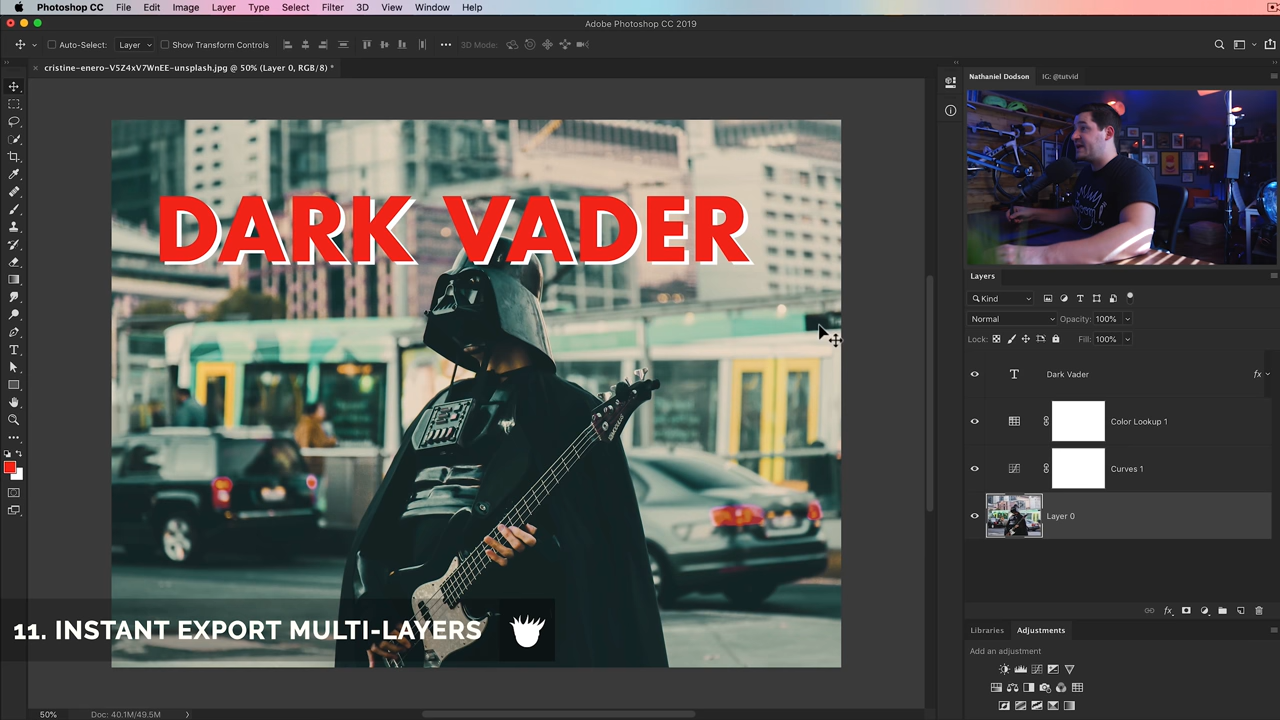 Photoshop CC File Edit Image Layer Type Select Filter 3D View Window Help
Adobe Photoshop CC 2019
Auto-Select: Layer Show Transform Controls 3D Mode:
cristine-enero-V5Z4xV7WnEE-unsplash.jpg @ 50% (Layer 0, RGB/8) *
Nathaniel Dodson IG: @tutvid
DARK VADER
Layers
Kind
Normal Opacity: 100%
Lock: Fill: 100%
T Dark Vader fx
Color Lookup 1
Curves 1
Layer 0
fx
11. INSTANT EXPORT MULTI-LAYERS
Libraries Adjustments
Add an adjustment
50% Doc: 40.1M/49.5M